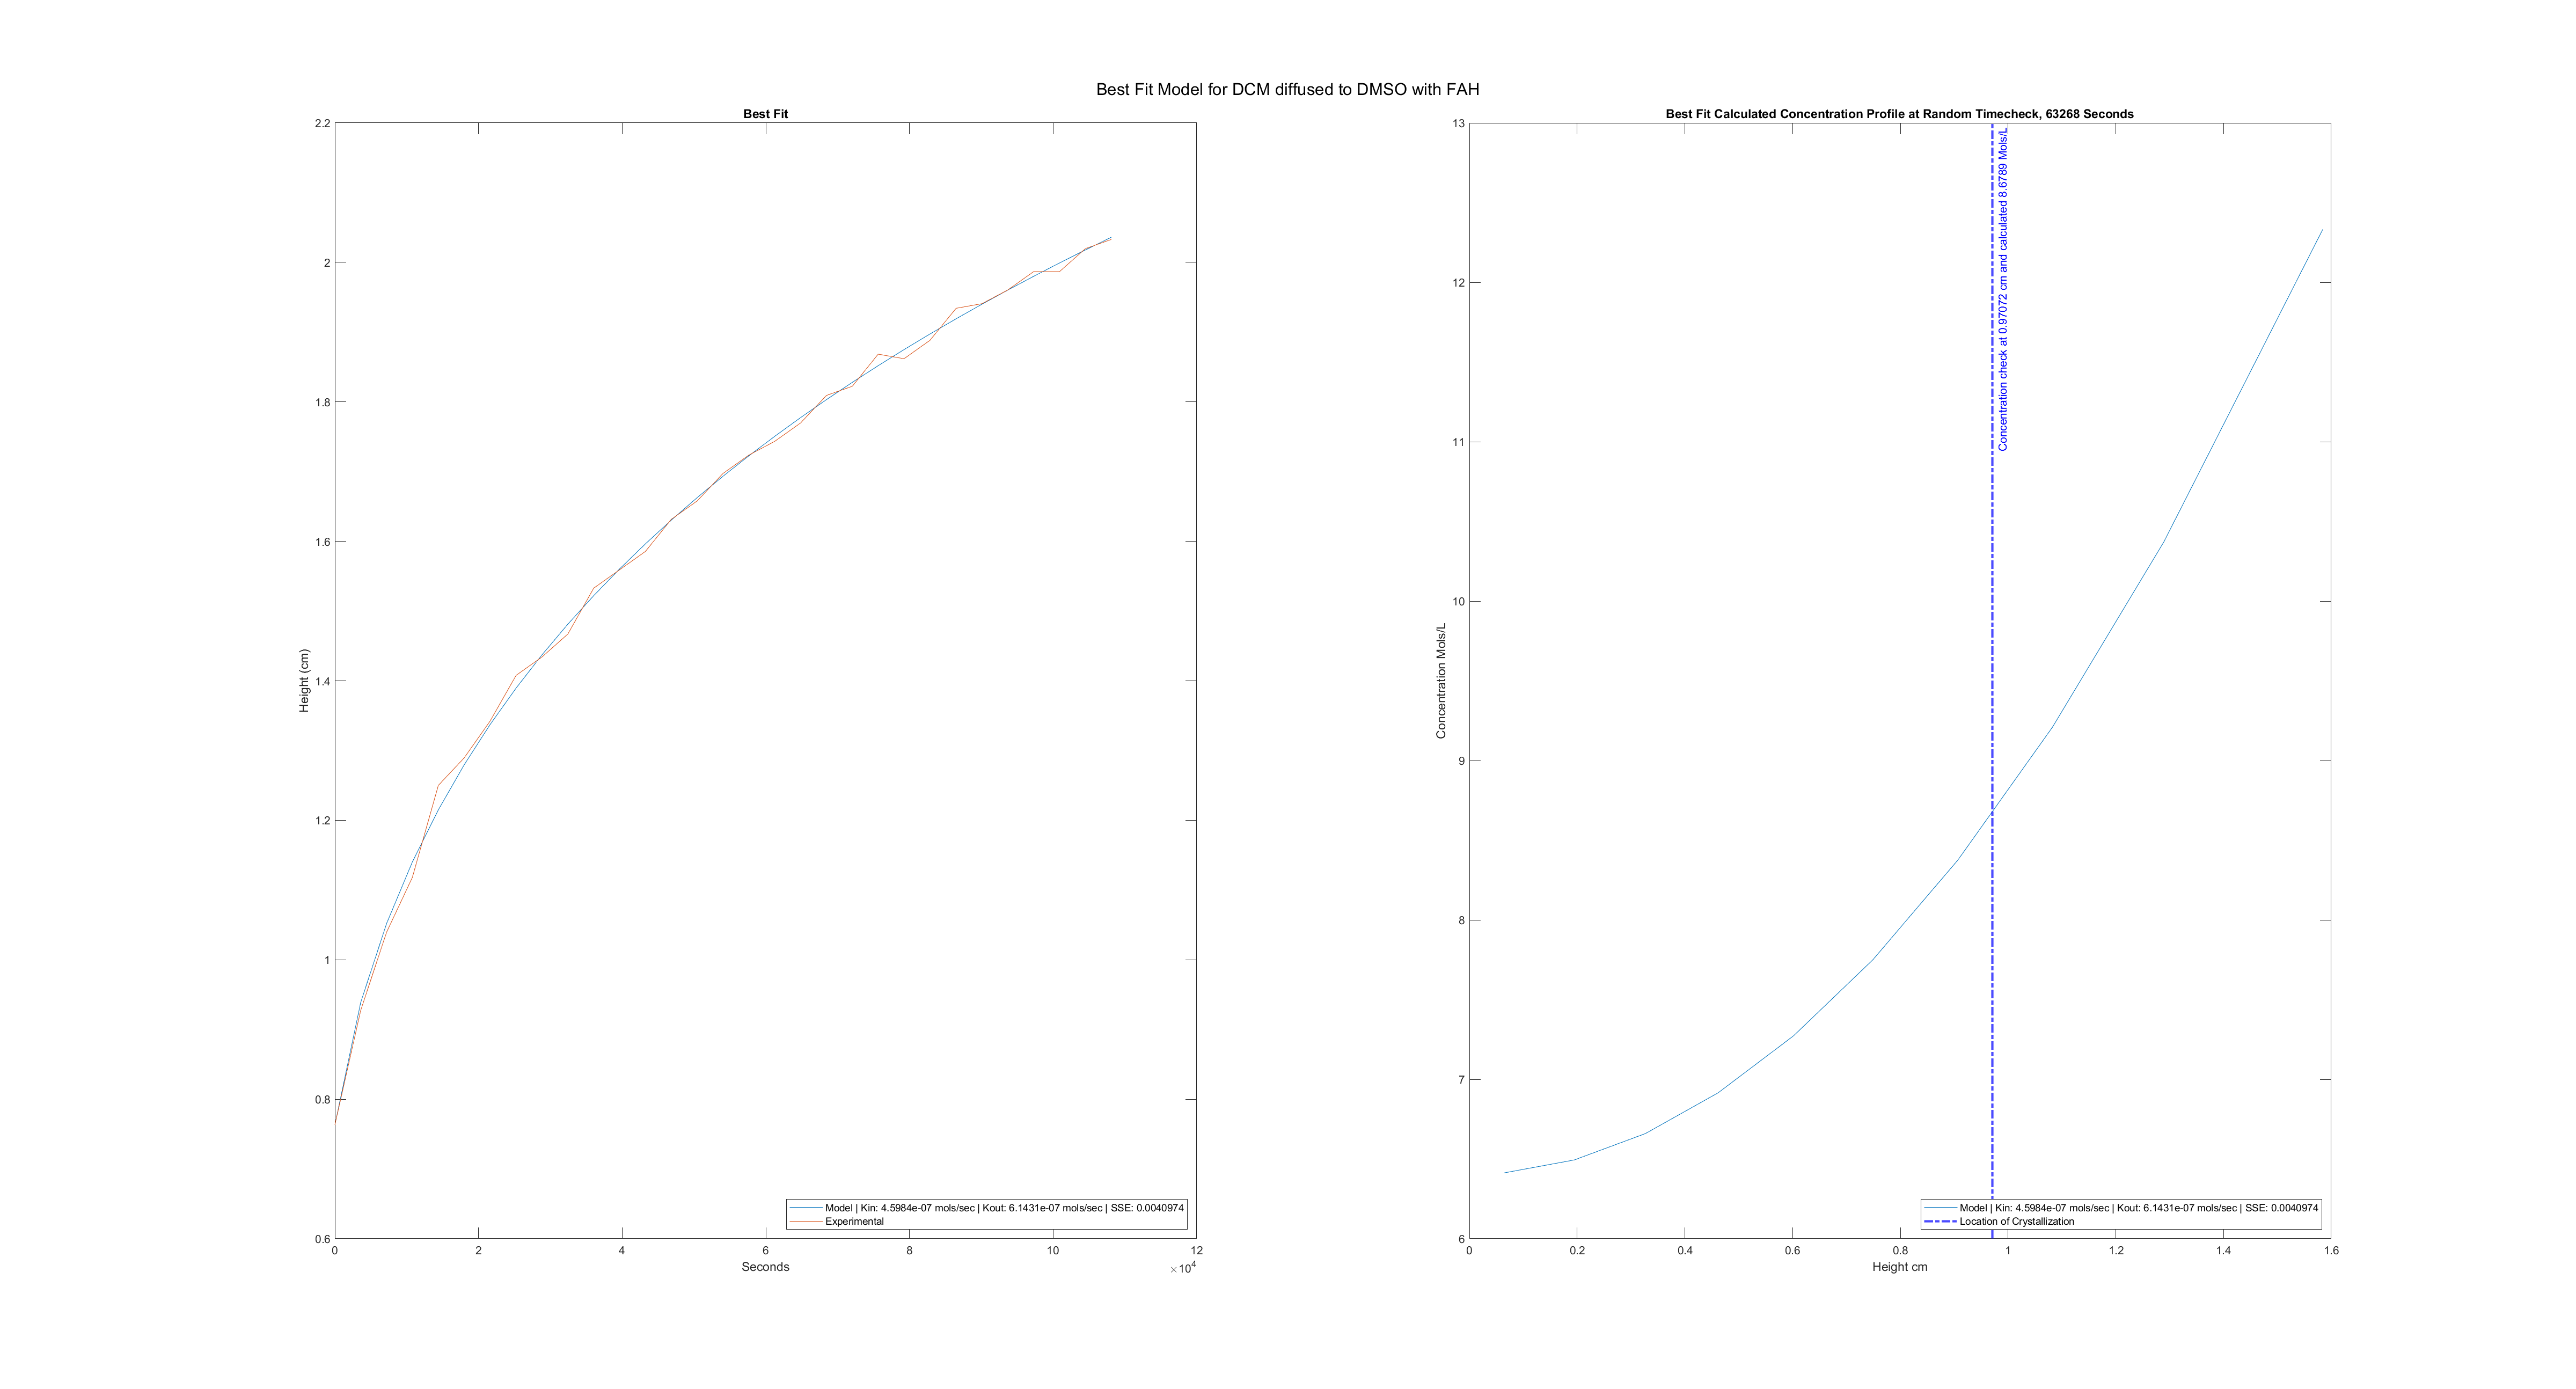 Best Fit Model for DCM diffused to DMSO with FAH
Best Fit
2.2
2
1.8
1.6
1.4
1.2
1
0.8
0.6
Height (cm)
0 2 4 6 8 10 12
×10^4
Seconds
Model | Kin: 4.5984e-07 mols/sec | Kout: 6.1431e-07 mols/sec | SSE: 0.0040974
Experimental
Best Fit Calculated Concentration Profile at Random Timecheck, 63268 Seconds
13
12
11
10
9
8
7
6
Concentration Mols/L
Concentration check at 0.97072 cm and calculated 8.6789 Mols/L
0 0.2 0.4 0.6 0.8 1 1.2 1.4 1.6
Height cm
Model | Kin: 4.5984e-07 mols/sec | Kout: 6.1431e-07 mols/sec | SSE: 0.0040974
Location of Crystallization